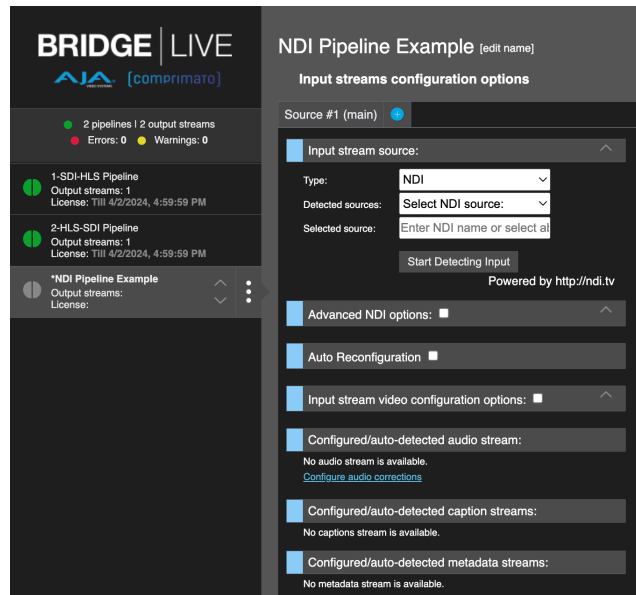 BRIDGE LIVE
AJA VIDEO SYSTEMS [comprimato]
2 pipelines | 2 output streams
Errors: 0 Warnings: 0
1-SDI-HLS Pipeline
Output streams: 1
License: Till 4/2/2024, 4:59:59 PM
2-HLS-SDI Pipeline
Output streams: 1
License: Till 4/2/2024, 4:59:59 PM
*NDI Pipeline Example
Output streams:
License:
NDI Pipeline Example [edit name]
Input streams configuration options
Source #1 (main)
Input stream source:
Type: NDI
Detected sources: Select NDI source:
Selected source: Enter NDI name or select al
Start Detecting Input
Powered by http://ndi.tv
Advanced NDI options:
Auto Reconfiguration
Input stream video configuration options:
Configured/auto-detected audio stream:
No audio stream is available.
Configure audio corrections
Configured/auto-detected caption streams:
No captions stream is available.
Configured/auto-detected metadata streams:
No metadata stream is available.